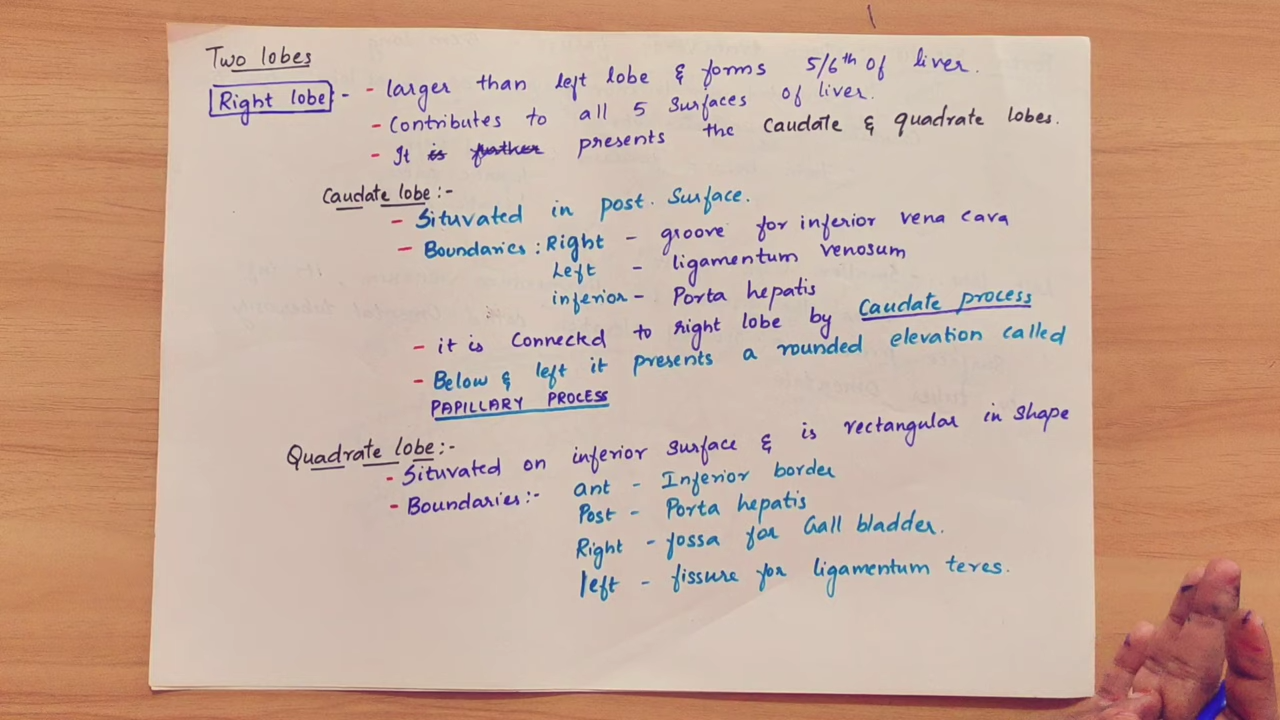 Two lobes
Right lobe :- - larger than left lobe & forms 5/6th of liver.
- Contributes to all 5 surfaces of liver.
- It is further presents the Caudate & quadrate lobes.
Caudate lobe :-
- Situvated in post. Surface.
- Boundaries : Right - groove for inferior vena cava
Left - ligamentum venosum
inferior - Porta hepatis
- it is Connected to right lobe by Caudate process
- Below & left it presents a rounded elevation called
PAPILLARY PROCESS
Quadrate lobe :-
- Situvated on inferior surface & is rectangular in shape
- Boundaries :- ant - Inferior border
Post - Porta hepatis
Right - fossa for Gall bladder.
left - fissure for ligamentum teres.